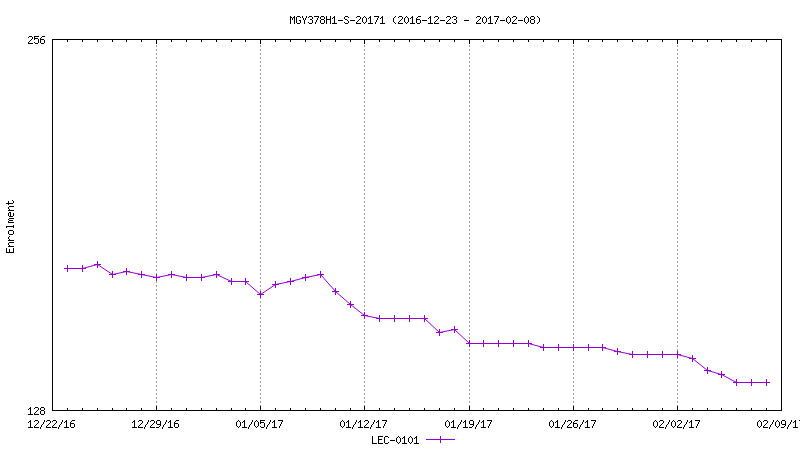 MGY378H1-S-20171 (2016-12-23 - 2017-02-08)
256
Enrolment
128
12/22/16 12/29/16 01/05/17 01/12/17 01/19/17 01/26/17 02/02/17 02/09/1
LEC-0101